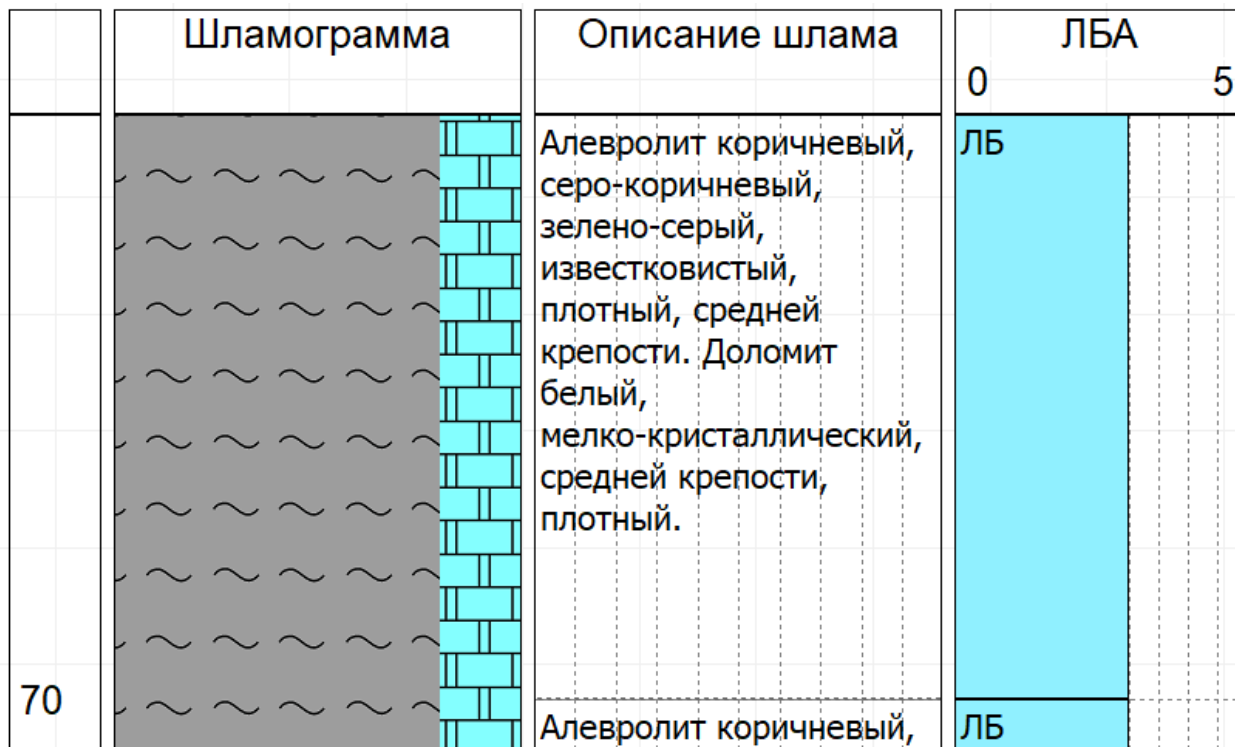 Шламограмма
Описание шлама
ЛБА
0
5
Алевролит коричневый,
серо-коричневый,
зелено-серый,
известковистый,
плотный, средней
крепости. Доломит
белый,
мелко-кристаллический,
средней крепости,
плотный.
ЛБ
70
Алевролит коричневый,
ЛБ